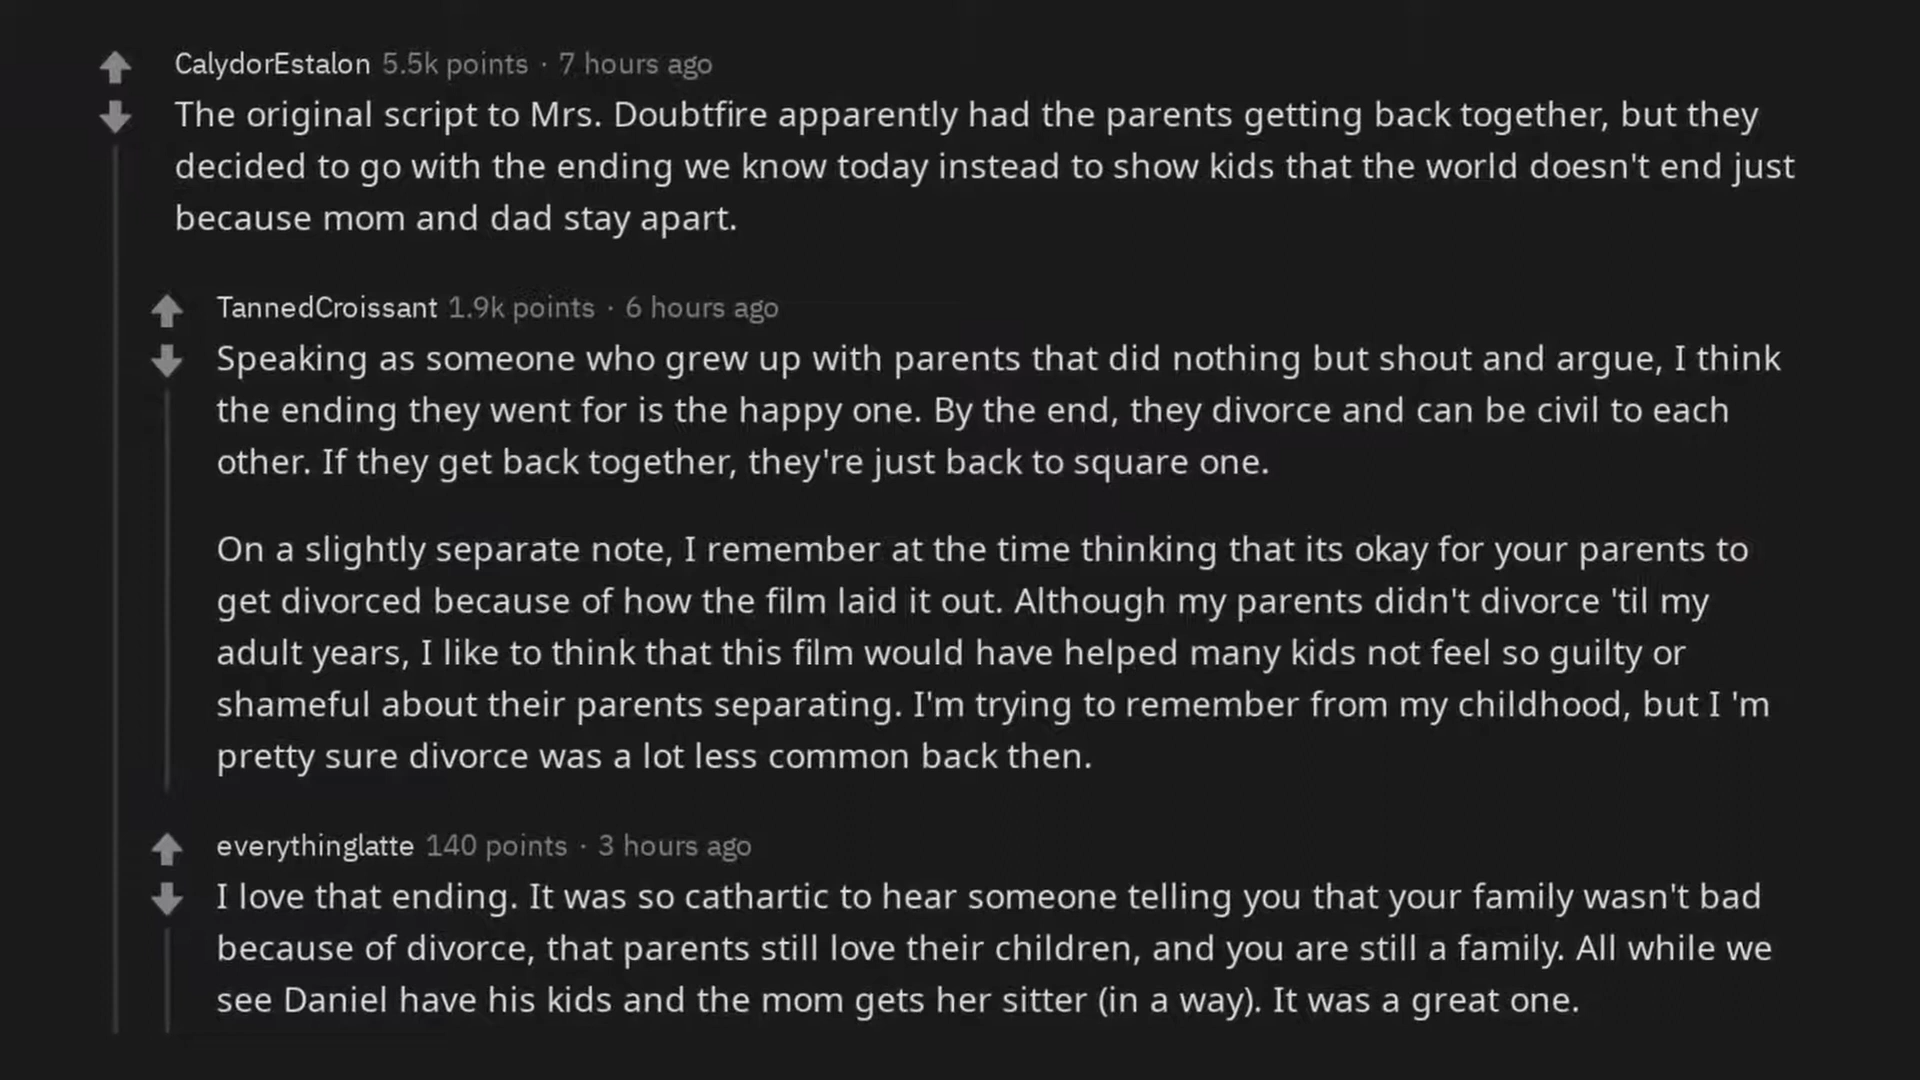 CalydorEstalon 5.5k points · 7 hours ago
The original script to Mrs. Doubtfire apparently had the parents getting back together, but they
decided to go with the ending we know today instead to show kids that the world doesn't end just
because mom and dad stay apart.
TannedCroissant 1.9k points · 6 hours ago
Speaking as someone who grew up with parents that did nothing but shout and argue, I think
the ending they went for is the happy one. By the end, they divorce and can be civil to each
other. If they get back together, they're just back to square one.
On a slightly separate note, I remember at the time thinking that its okay for your parents to
get divorced because of how the film laid it out. Although my parents didn't divorce 'til my
adult years, I like to think that this film would have helped many kids not feel so guilty or
shameful about their parents separating. I'm trying to remember from my childhood, but I 'm
pretty sure divorce was a lot less common back then.
everythinglatte 140 points · 3 hours ago
I love that ending. It was so cathartic to hear someone telling you that your family wasn't bad
because of divorce, that parents still love their children, and you are still a family. All while we
see Daniel have his kids and the mom gets her sitter (in a way). It was a great one.